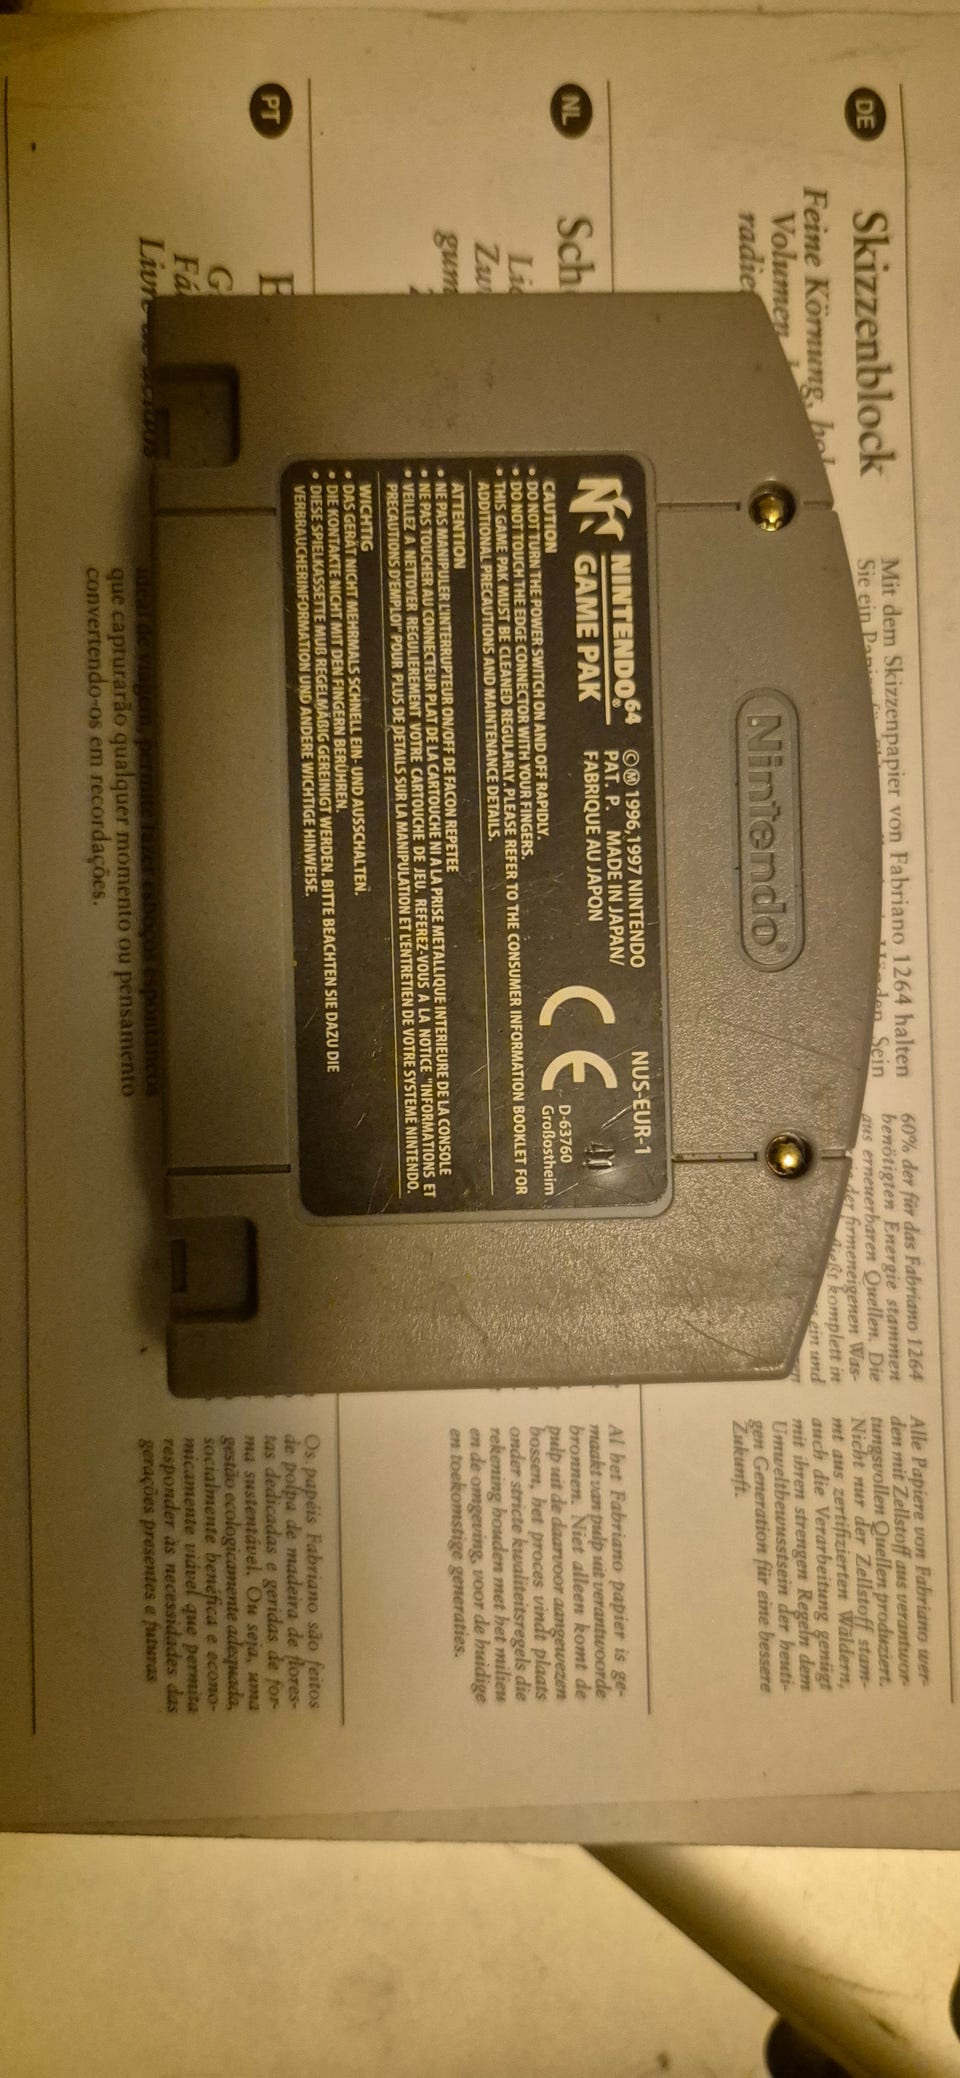 DE
Skizzenblock
Feine Körnung,
Volumen,
Mit dem Skizzenpapier von Fabriano 1264 halten
Sie ein
Sein
60% der für das Fabriano 1264
benötigten Energie stammen
aus erneuerbaren Quellen. Die
firmeneigenen Was-
komplett in
ein und
Alle Papiere von Fabriano wer-
den mit Zellstoff aus verantwor-
tungsvollen Quellen produziert.
Nicht nur der Zellstoff stam-
mt aus zertifizierten Wäldern,
auch die Verarbeitung genügt
mit ihren strengen Regeln dem
Umweltbewusstsein der heuti-
gen Generation für eine bessere
Zukunft.
Nintendo®
NINTENDO64®
GAME PAK
©Ⓜ 1996,1997 NINTENDO
PAT. P. MADE IN JAPAN/
FABRIQUE AU JAPON
NUS-EUR-1
CE
41
D-63760
Großostheim
CAUTION
• DO NOT TURN THE POWER SWITCH ON AND OFF RAPIDLY.
• DO NOT TOUCH THE EDGE CONNECTOR WITH YOUR FINGERS.
• THIS GAME PAK MUST BE CLEANED REGULARLY. PLEASE REFER TO THE CONSUMER INFORMATION BOOKLET FOR
ADDITIONAL PRECAUTIONS AND MAINTENANCE DETAILS.
ATTENTION
• NE PAS MANIPULER L'INTERRUPTEUR ON/OFF DE FACON REPETEE
• NE PAS TOUCHER AU CONNECTEUR PLAT DE LA CARTOUCHE NI A LA PRISE METALLIQUE INTERIEURE DE LA CONSOLE
• VEILLEZ A NETTOYER REGULIEREMENT VOTRE CARTOUCHE DE JEU. REFEREZ-VOUS A LA NOTICE "INFORMATIONS ET
PRECAUTIONS D'EMPLOI" POUR PLUS DE DETAILS SUR LA MANIPULATION ET L'ENTRETIEN DE VOTRE SYSTEME NINTENDO.
WICHTIG
• DAS GERÄT NICHT MEHRMALS SCHNELL EIN- UND AUSSCHALTEN.
• DIE KONTAKTE NICHT MIT DEN FINGERN BERÜHREN.
• DIESE SPIELKASSETTE MUß REGELMÄßIG GEREINIGT WERDEN. BITTE BEACHTEN SIE DAZU DIE
VERBRAUCHERINFORMATION UND ANDERE WICHTIGE HINWEISE.
NL
Al het Fabriano papier is ge-
maakt van pulp uit verantwoorde
bronnen. Niet alleen komt de
pulp uit de daarvoor aangewezen
bossen, het proces vindt plaats
onder stricte kwaliteitsregels die
rekening houden met het milieu
en de omgeving, voor de huidige
en toekomstige generaties.
PT
que capturarão qualquer momento ou pensamento
convertendo-os em recordações.
Os papéis Fabriano são feitos
de polpa de madeira de flores-
tas dedicadas e geridas de for-
ma sustentável. Ou seja, uma
gestão ecologicamente adequada,
socialmente benéfica e econo-
micamente viável que permita
responder às necessidades das
gerações presentes e futuras